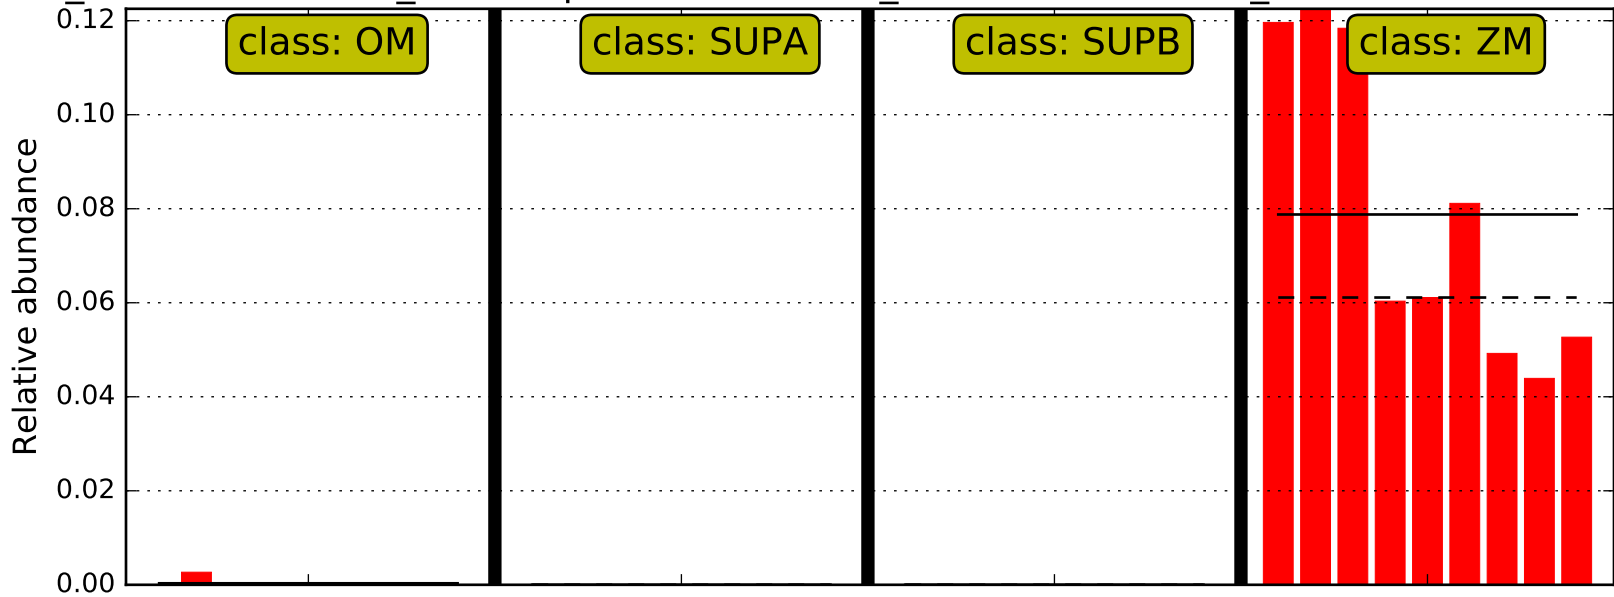 class: OM
class: SUPA
class: SUPB
class: ZM
Relative abundance
0.12
0.10
0.08
0.06
0.04
0.02
0.00